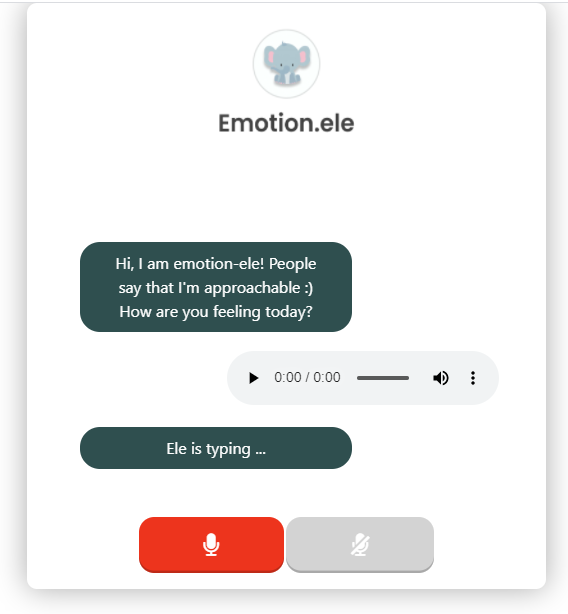 Emotion.ele
Hi, I am emotion-ele! People
say that I'm approachable :)
How are you feeling today?
0:00 / 0:00
Ele is typing ...